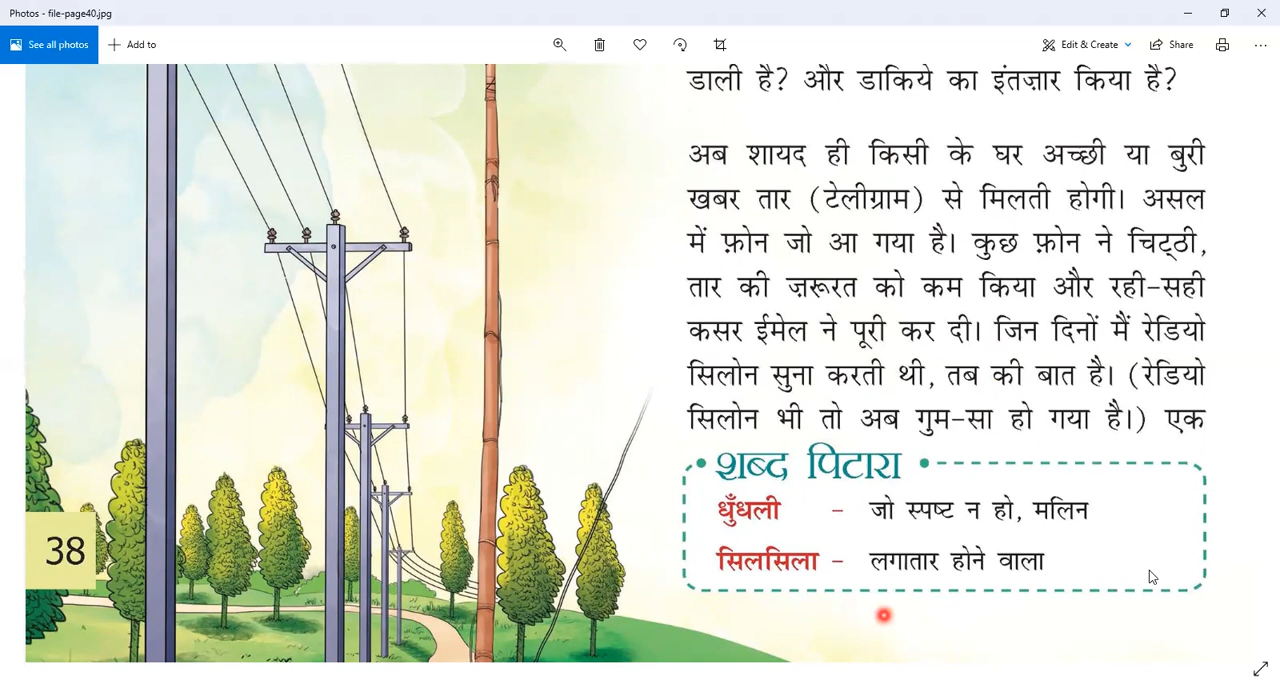 Photos - file-page40.jpg
See all photos
Add to
Edit & Create
Share
डाली है? और डाकिये का इंतज़ार किया है?
अब शायद ही किसी के घर अच्छी या बुरी
खबर तार (टेलीग्राम) से मिलती होगी। असल
में फ़ोन जो आ गया है। कुछ फ़ोन ने चिट्ठी,
तार की ज़रूरत को कम किया और रही-सही
कसर ईमेल ने पूरी कर दी। जिन दिनों मैं रेडियो
सिलोन सुना करती थी, तब की बात है। (रेडियो
सिलोन भी तो अब गुम-सा हो गया है।) एक
शब्द पिटारा
धुँधली - जो स्पष्ट न हो, मलिन
सिलसिला - लगातार होने वाला
38